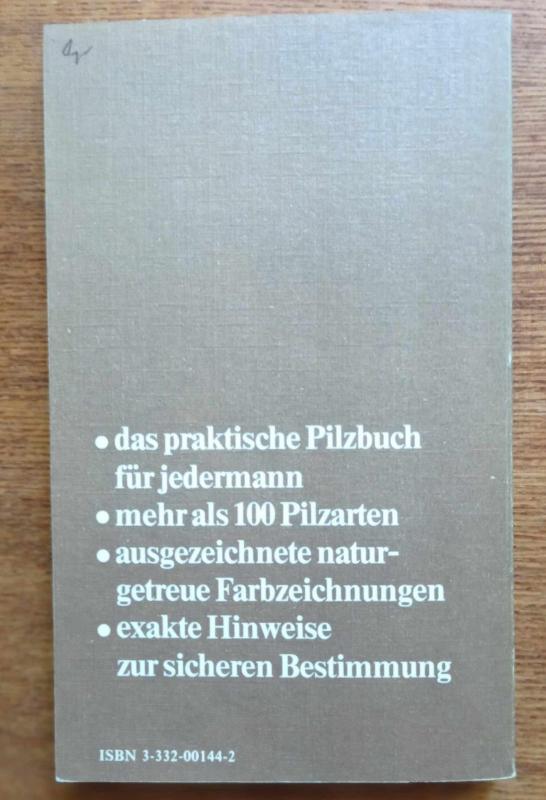 • das praktische Pilzbuch
für jedermann
• mehr als 100 Pilzarten
• ausgezeichnete natur-
getreue Farbzeichnungen
• exakte Hinweise
zur sicheren Bestimmung
ISBN 3-332-00144-2